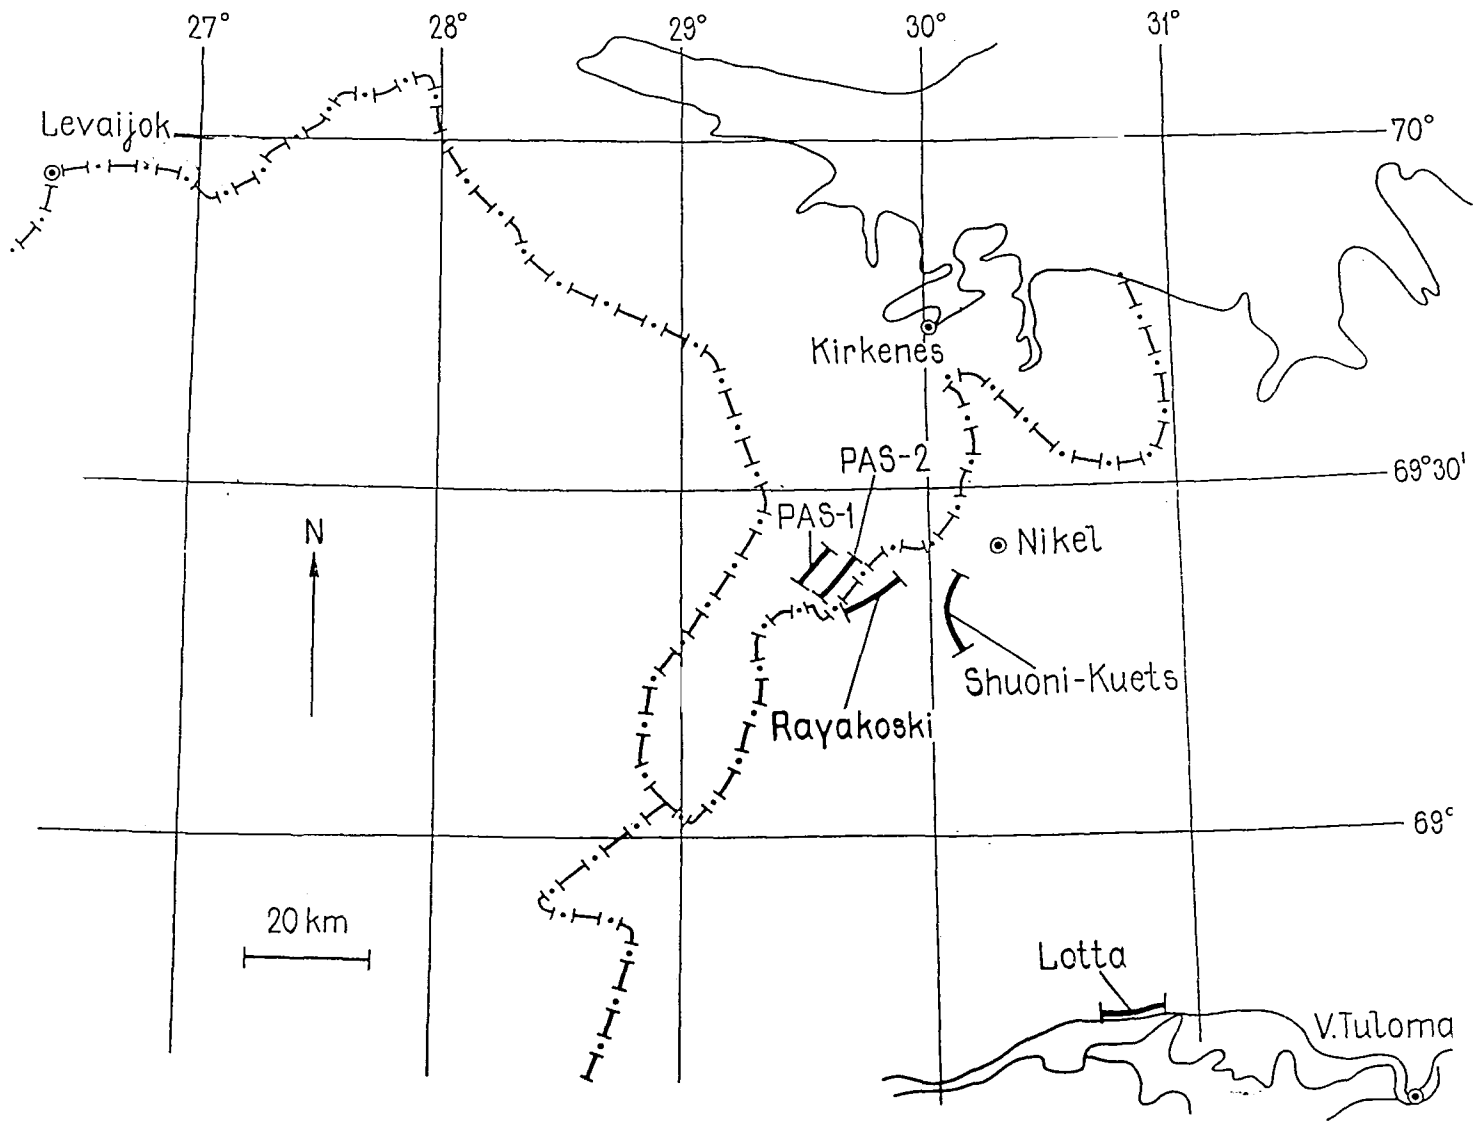 27° 28° 29° 30° 31°
Levaijok
70°
Kirkenes
PAS-2
69°30'
PAS-1
N
Nikel
Shuoni-Kuets
Rayakoski
69°
20 km
Lotta
V.Tuloma